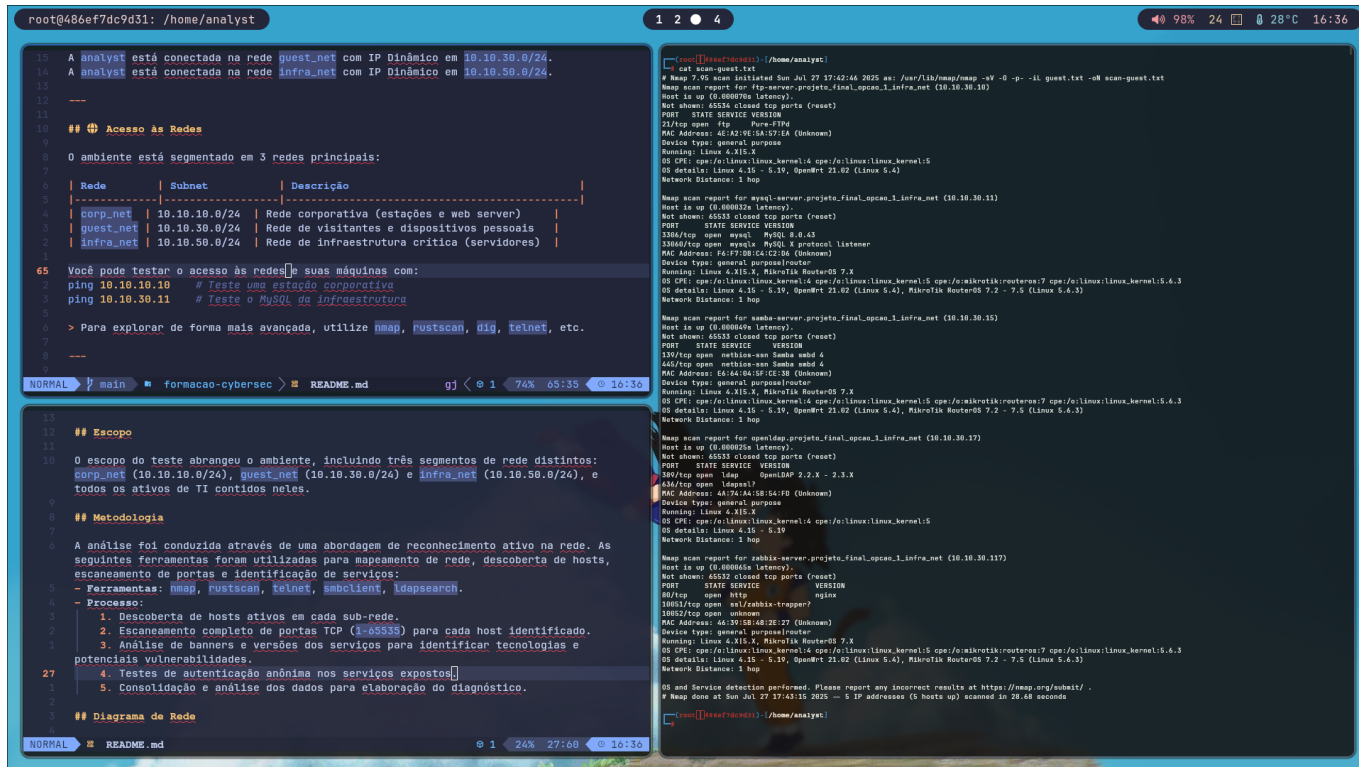 root@486ef7dc9d31: /home/analyst
1 2 4
98% 24 28°C 16:36
15 A analyst está conectada na rede guest_net com IP Dinâmico em 10.10.30.0/24.
14 A analyst está conectada na rede infra_net com IP Dinâmico em 10.10.50.0/24.
13
12 ---
11
10 ## 🌐 Acesso às Redes
9
8 O ambiente está segmentado em 3 redes principais:
7
6 | Rede | Subnet | Descrição |
5 |-------------|------------------|-------------------------------------------|
4 | corp_net | 10.10.10.0/24 | Rede corporativa (estações e web server) |
3 | guest_net | 10.10.30.0/24 | Rede de visitantes e dispositivos pessoais |
2 | infra_net | 10.10.50.0/24 | Rede de infraestrutura crítica (servidores) |
1
65 Você pode testar o acesso às redes e suas máquinas com:
2 ping 10.10.10.10 # Teste uma estação corporativa
3 ping 10.10.30.11 # Teste o MySQL da infraestrutura
5
6 > Para explorar de forma mais avançada, utilize nmap, rustscan, dig, telnet, etc.
7
8 ---
9
NORMAL main formacao-cybersec > README.md gj < 1 74% 65:35 16:36
13
12 ## Escopo
11
10 O escopo do teste abrangeu o ambiente, incluindo três segmentos de rede distintos:
corp_net (10.10.10.0/24), guest_net (10.10.30.0/24) e infra_net (10.10.50.0/24), e
todos os ativos de TI contidos neles.
9
8 ## Metodologia
7
6 A análise foi conduzida através de uma abordagem de reconhecimento ativo na rede. As
seguintes ferramentas foram utilizadas para mapeamento de rede, descoberta de hosts,
escaneamento de portas e identificação de serviços:
5 - Ferramentas: nmap, rustscan, telnet, smbclient, ldapsearch.
4 - Processo:
3 1. Descoberta de hosts ativos em cada sub-rede.
2 2. Escaneamento completo de portas TCP (1-65535) para cada host identificado.
1 3. Análise de banners e versões dos serviços para identificar tecnologias e
potenciais vulnerabilidades.
27 4. Testes de autenticação anônima nos serviços expostos.
1 5. Consolidação e análise dos dados para elaboração do diagnóstico.
2
3 ## Diagrama de Rede
4
NORMAL README.md 1 24% 27:60 16:36
(root 486ef7dc9d31)-[/home/analyst]
# cat scan-guest.txt
# Nmap 7.95 scan initiated Sun Jul 27 17:42:46 2025 as: /usr/lib/nmap/nmap -sV -O -p- -iL guest.txt -oN scan-guest.txt
Nmap scan report for ftp-server.projeto_final_opcao_1_infra_net (10.10.30.10)
Host is up (0.000070s latency).
Not shown: 65534 closed tcp ports (reset)
PORT STATE SERVICE VERSION
21/tcp open ftp Pure-FTPd
MAC Address: 4E:A2:9E:5A:57:EA (Unknown)
Device type: general purpose
Running: Linux 4.X|5.X
OS CPE: cpe:/o:linux:linux_kernel:4 cpe:/o:linux:linux_kernel:5
OS details: Linux 4.15 - 5.19, OpenWrt 21.02 (Linux 5.4)
Network Distance: 1 hop
Nmap scan report for mysql-server.projeto_final_opcao_1_infra_net (10.10.30.11)
Host is up (0.000032s latency).
Not shown: 65533 closed tcp ports (reset)
PORT STATE SERVICE VERSION
3306/tcp open mysql MySQL 8.0.43
33060/tcp open mysqlx MySQL X protocol listener
MAC Address: F6:F7:DB:C4:C2:D6 (Unknown)
Device type: general purpose|router
Running: Linux 4.X|5.X, MikroTik RouterOS 7.X
OS CPE: cpe:/o:linux:linux_kernel:4 cpe:/o:linux:linux_kernel:5 cpe:/o:mikrotik:routeros:7 cpe:/o:linux:linux_kernel:5.6.3
OS details: Linux 4.15 - 5.19, OpenWrt 21.02 (Linux 5.4), MikroTik RouterOS 7.2 - 7.5 (Linux 5.6.3)
Network Distance: 1 hop
Nmap scan report for samba-server.projeto_final_opcao_1_infra_net (10.10.30.15)
Host is up (0.000049s latency).
Not shown: 65533 closed tcp ports (reset)
PORT STATE SERVICE VERSION
139/tcp open netbios-ssn Samba smbd 4
445/tcp open netbios-ssn Samba smbd 4
MAC Address: E6:64:04:5F:CE:3B (Unknown)
Device type: general purpose|router
Running: Linux 4.X|5.X, MikroTik RouterOS 7.X
OS CPE: cpe:/o:linux:linux_kernel:4 cpe:/o:linux:linux_kernel:5 cpe:/o:mikrotik:routeros:7 cpe:/o:linux:linux_kernel:5.6.3
OS details: Linux 4.15 - 5.19, OpenWrt 21.02 (Linux 5.4), MikroTik RouterOS 7.2 - 7.5 (Linux 5.6.3)
Network Distance: 1 hop
Nmap scan report for openldap.projeto_final_opcao_1_infra_net (10.10.30.17)
Host is up (0.000025s latency).
Not shown: 65533 closed tcp ports (reset)
PORT STATE SERVICE VERSION
389/tcp open ldap OpenLDAP 2.2.X - 2.3.X
636/tcp open ldapssl?
MAC Address: 4A:74:A4:5B:54:FD (Unknown)
Device type: general purpose
Running: Linux 4.X|5.X
OS CPE: cpe:/o:linux:linux_kernel:4 cpe:/o:linux:linux_kernel:5
OS details: Linux 4.15 - 5.19
Network Distance: 1 hop
Nmap scan report for zabbix-server.projeto_final_opcao_1_infra_net (10.10.30.117)
Host is up (0.000065s latency).
Not shown: 65532 closed tcp ports (reset)
PORT STATE SERVICE VERSION
80/tcp open http nginx
10051/tcp open ssl/zabbix-trapper?
10052/tcp open unknown
MAC Address: 46:39:5B:48:2E:27 (Unknown)
Device type: general purpose|router
Running: Linux 4.X|5.X, MikroTik RouterOS 7.X
OS CPE: cpe:/o:linux:linux_kernel:4 cpe:/o:linux:linux_kernel:5 cpe:/o:mikrotik:routeros:7 cpe:/o:linux:linux_kernel:5.6.3
OS details: Linux 4.15 - 5.19, OpenWrt 21.02 (Linux 5.4), MikroTik RouterOS 7.2 - 7.5 (Linux 5.6.3)
Network Distance: 1 hop
OS and Service detection performed. Please report any incorrect results at https://nmap.org/submit/ .
# Nmap done at Sun Jul 27 17:43:15 2025 -- 5 IP addresses (5 hosts up) scanned in 28.68 seconds
(root 486ef7dc9d31)-[/home/analyst]
#